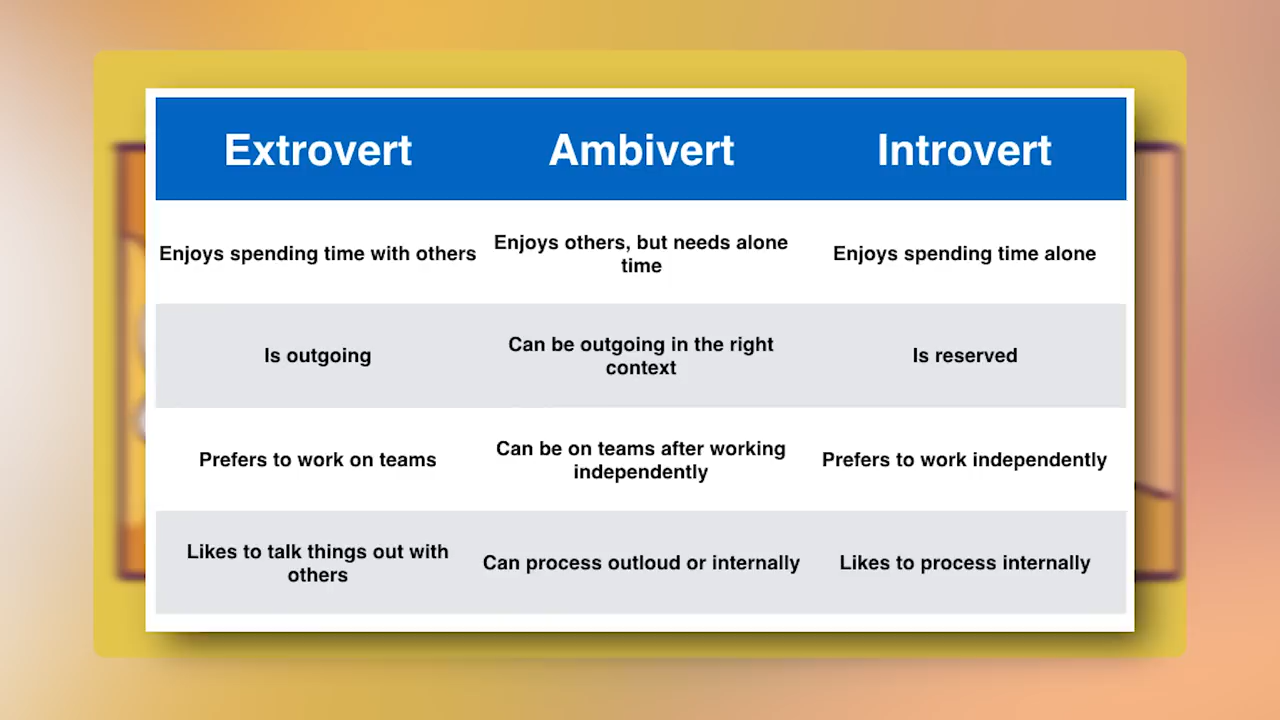 Extrovert Ambivert Introvert
Enjoys spending time with others
Enjoys others, but needs alone
time
Enjoys spending time alone
Is outgoing
Can be outgoing in the right
context
Is reserved
Prefers to work on teams
Can be on teams after working
independently
Prefers to work independently
Likes to talk things out with
others
Can process outloud or internally
Likes to process internally